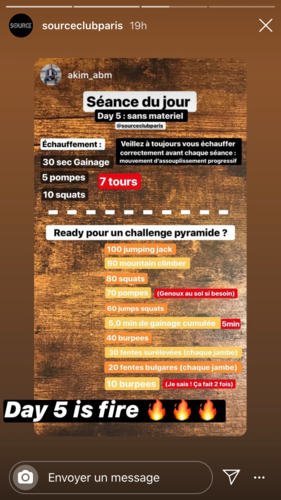 SOURCE
sourceclubparis 19h
akim_abm
Séance du jour
Day 5 : sans materiel
@sourceclubparis
Échauffement :
Veillez à toujours vous échauffer
correctement avant chaque séance :
mouvement d'assouplissement progressif
30 sec Gainage
5 pompes
7 tours
10 squats
Ready pour un challenge pyramide ?
100 jumping jack
90 mountain climber
80 squats
70 pompes (Genoux au sol si besoin)
60 jumps squats
5,0 min de gainage cumulée 5min
40 burpees
30 fentes surélevées (chaque jambe)
20 fentes bulgares (chaque jambe)
10 burpees (Je sais ! Ça fait 2 fois)
Day 5 is fire 🔥🔥🔥
Envoyer un message